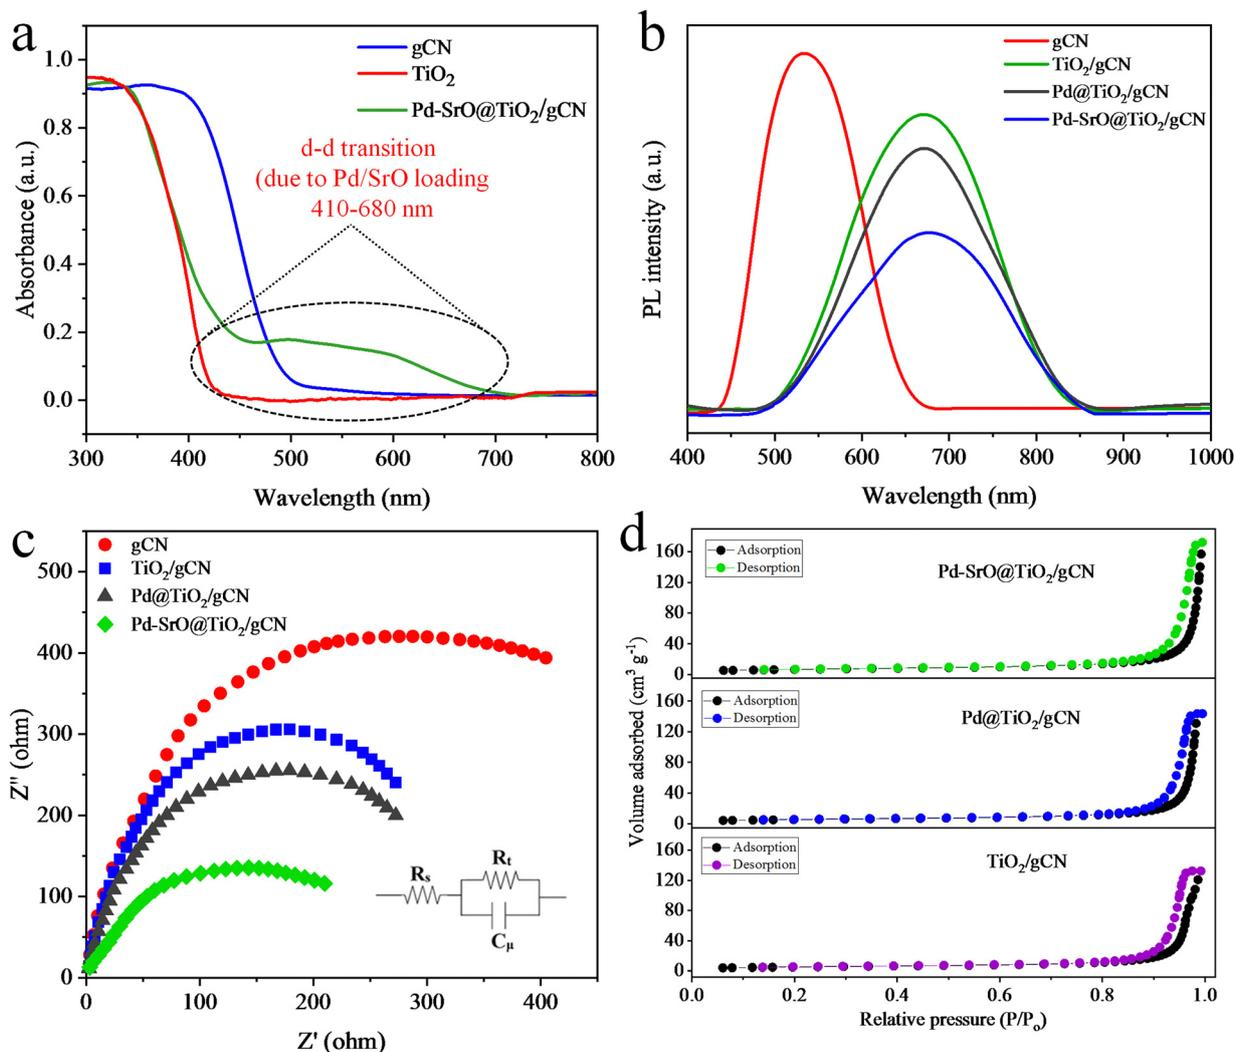 a
gCN
TiO₂
Pd-SrO@TiO₂/gCN
d-d transition
(due to Pd/SrO loading
410-680 nm
Absorbance (a.u.)
1.0
0.8
0.6
0.4
0.2
0.0
300 400 500 600 700 800
Wavelength (nm)
b
gCN
TiO₂/gCN
Pd@TiO₂/gCN
Pd-SrO@TiO₂/gCN
PL intensity (a.u.)
400 500 600 700 800 900 1000
Wavelength (nm)
c
gCN
TiO₂/gCN
Pd@TiO₂/gCN
Pd-SrO@TiO₂/gCN
Z'' (ohm)
500
400
300
200
100
0
Rₛ
Rₜ
C_μ
0 100 200 300 400
Z' (ohm)
d
Adsorption
Desorption
Pd-SrO@TiO₂/gCN
160
120
80
40
0
Adsorption
Desorption
Pd@TiO₂/gCN
160
120
80
40
0
Adsorption
Desorption
TiO₂/gCN
160
120
80
40
0
Volume adsorbed (cm³ g⁻¹)
0.0 0.2 0.4 0.6 0.8 1.0
Relative pressure (P/Pₒ)